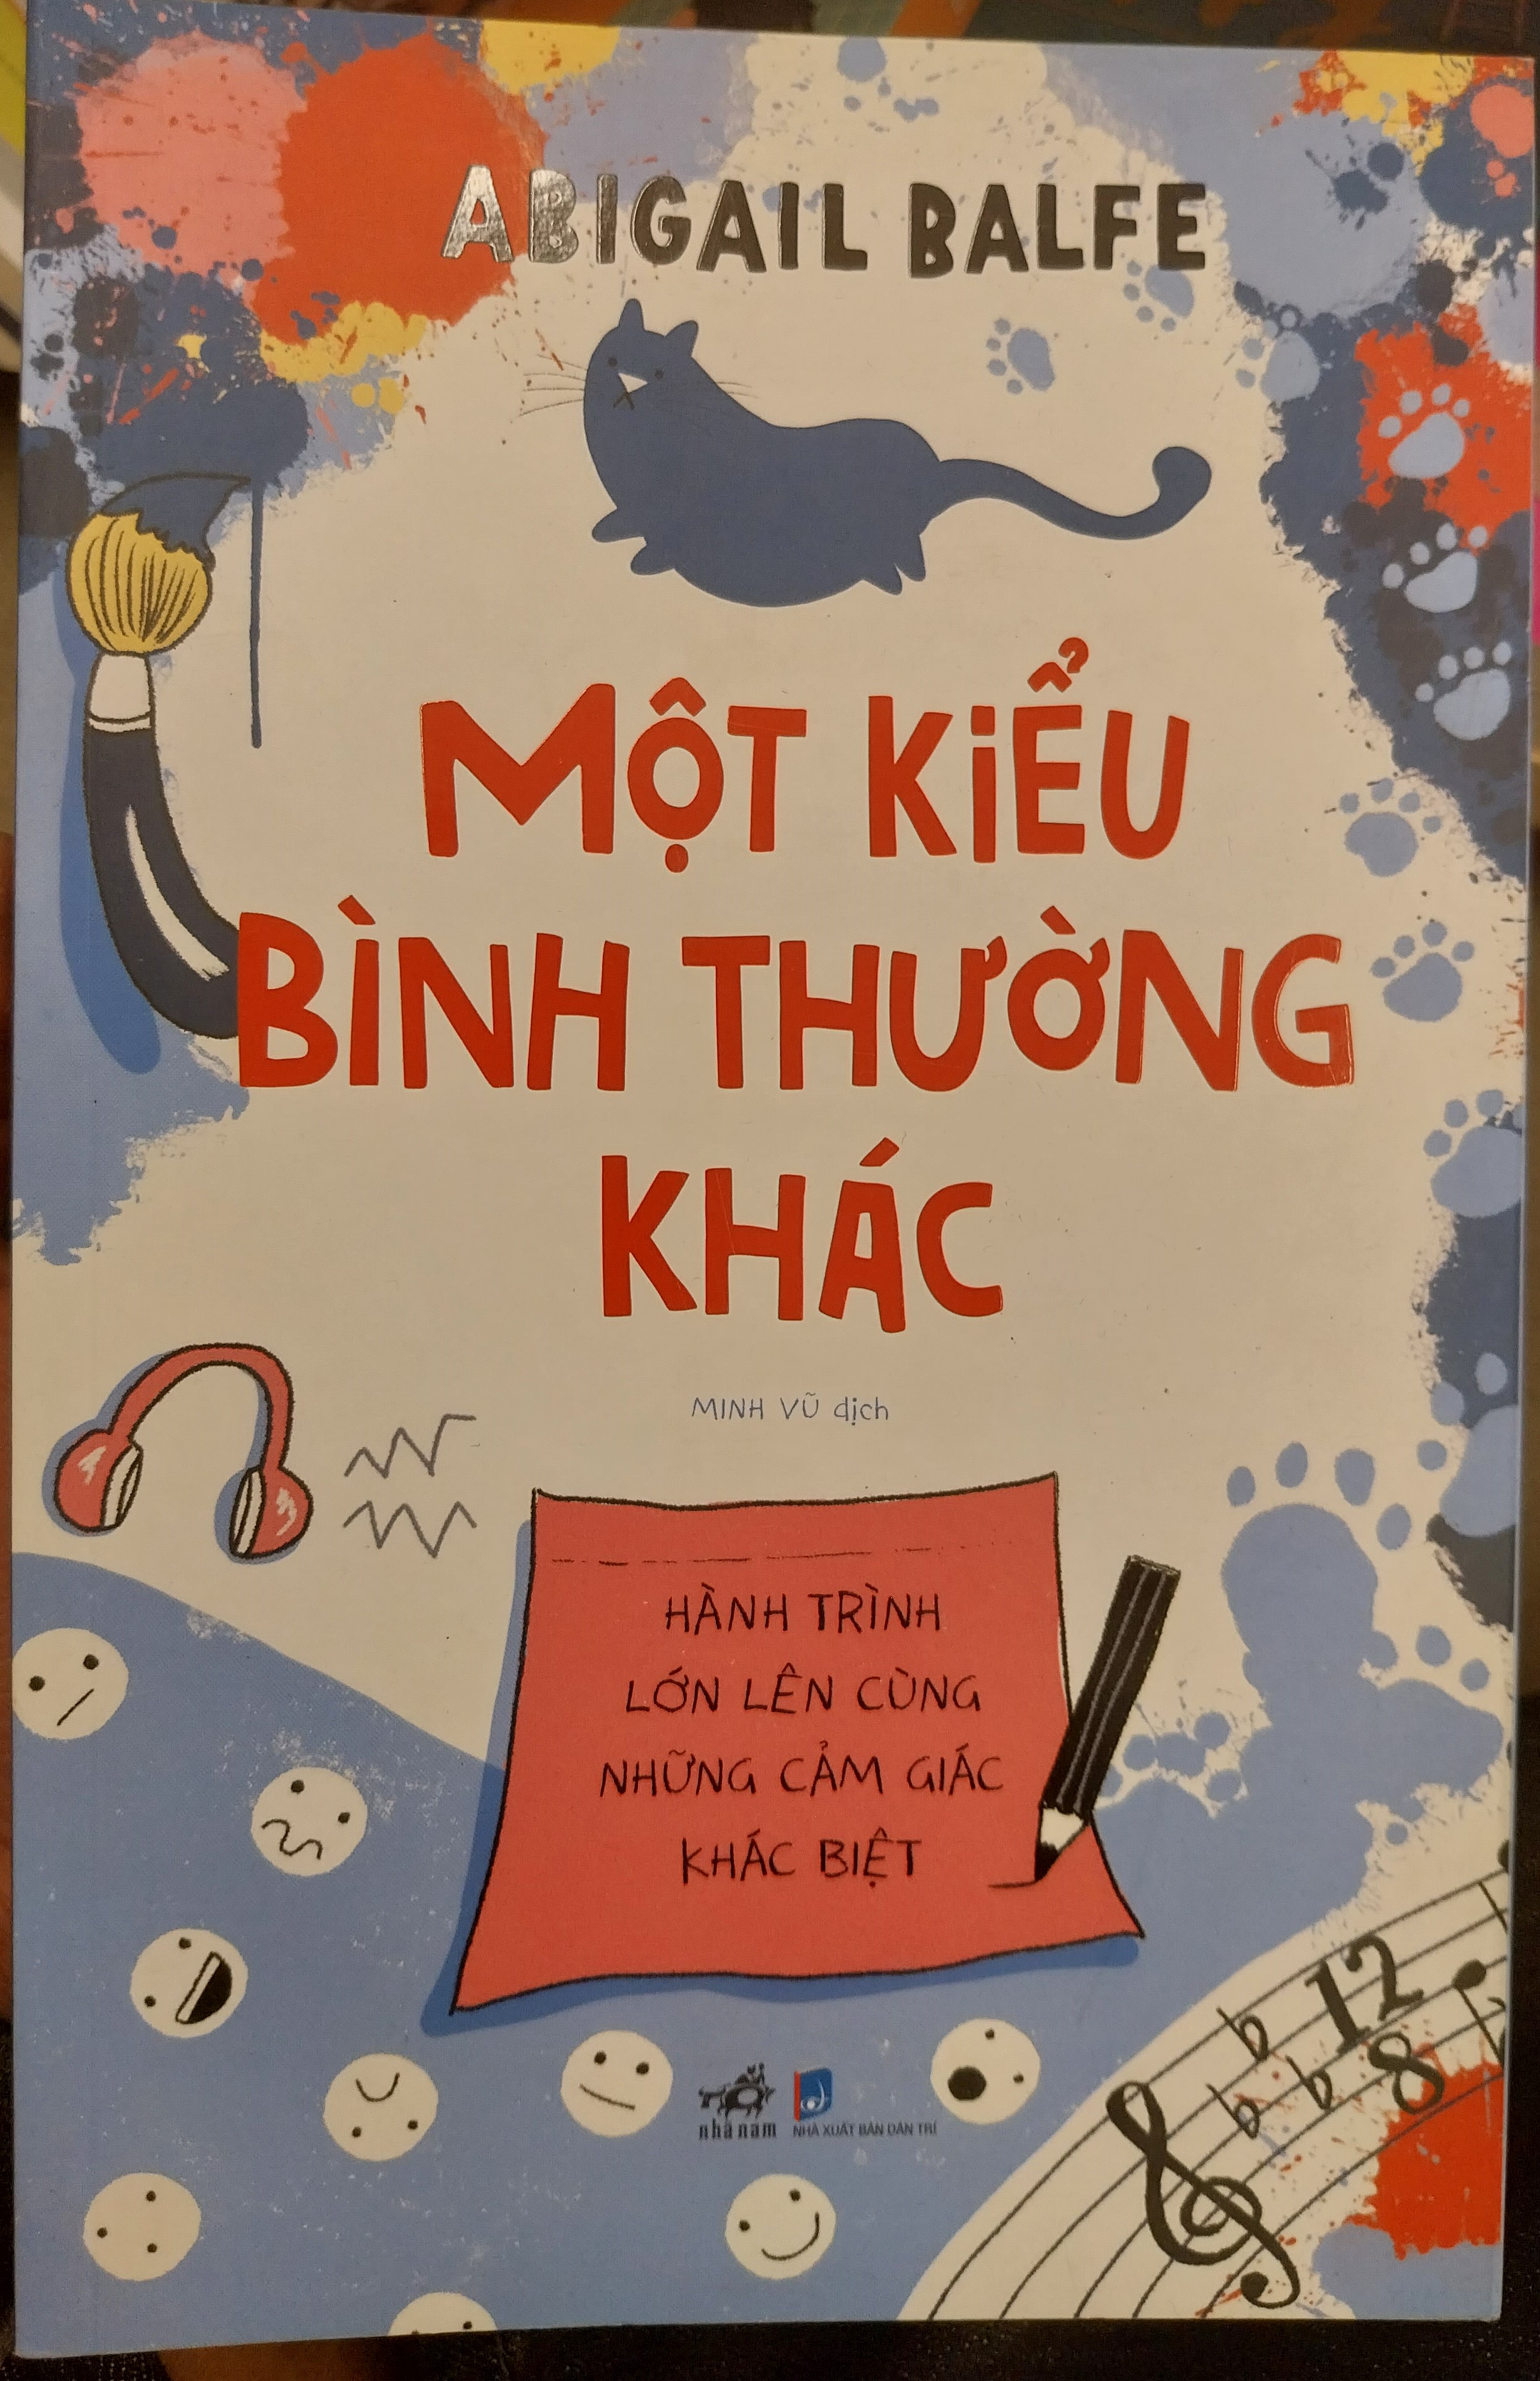 ABIGAIL BALFE
MỘT KIỂU
BÌNH THƯỜNG
KHÁC
MINH VŨ dịch
HÀNH TRÌNH
LỚN LÊN CÙNG
NHỮNG CẢM GIÁC
KHÁC BIỆT
12
8
nhã nam
NHÀ XUẤT BẢN DÂN TRÍ